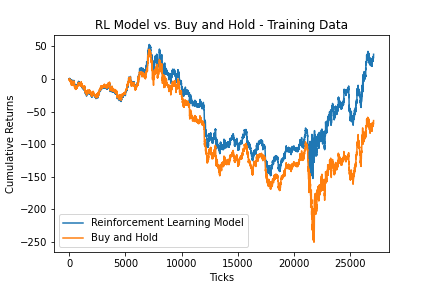 RL Model vs. Buy and Hold - Training Data
50
0
−50
−100
−150
−200
−250
Cumulative Returns
Reinforcement Learning Model
Buy and Hold
0 5000 10000 15000 20000 25000
Ticks